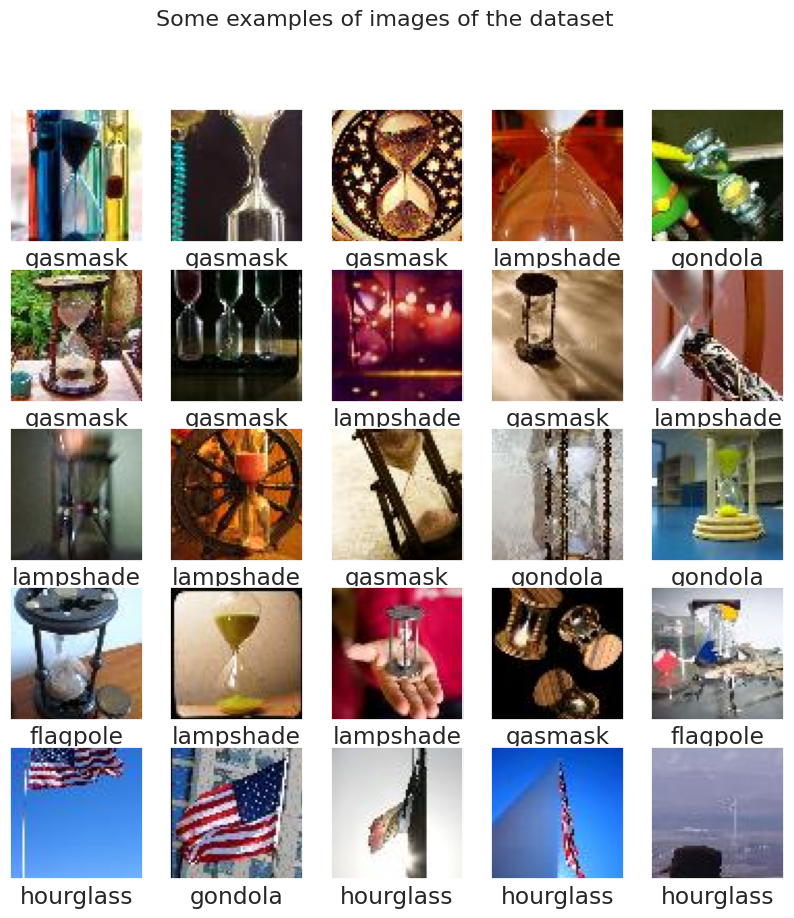 Some examples of images of the dataset
gasmask gasmask gasmask lampshade gondola
gasmask gasmask lampshade gasmask lampshade
lampshade lampshade gasmask gondola gondola
flagpole lampshade lampshade gasmask flagpole
hourglass gondola hourglass hourglass hourglass